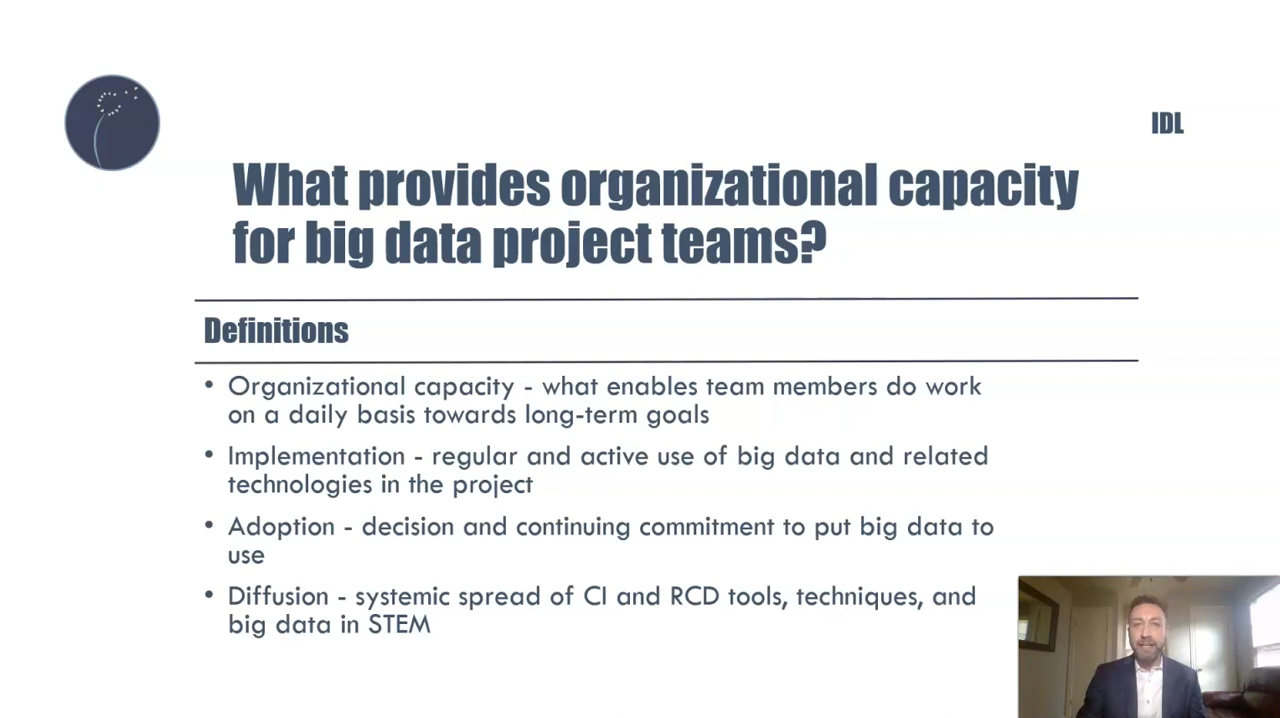 IDL
What provides organizational capacity
for big data project teams?
Definitions
• Organizational capacity - what enables team members do work
on a daily basis towards long-term goals
• Implementation - regular and active use of big data and related
technologies in the project
• Adoption - decision and continuing commitment to put big data to
use
• Diffusion - systemic spread of CI and RCD tools, techniques, and
big data in STEM